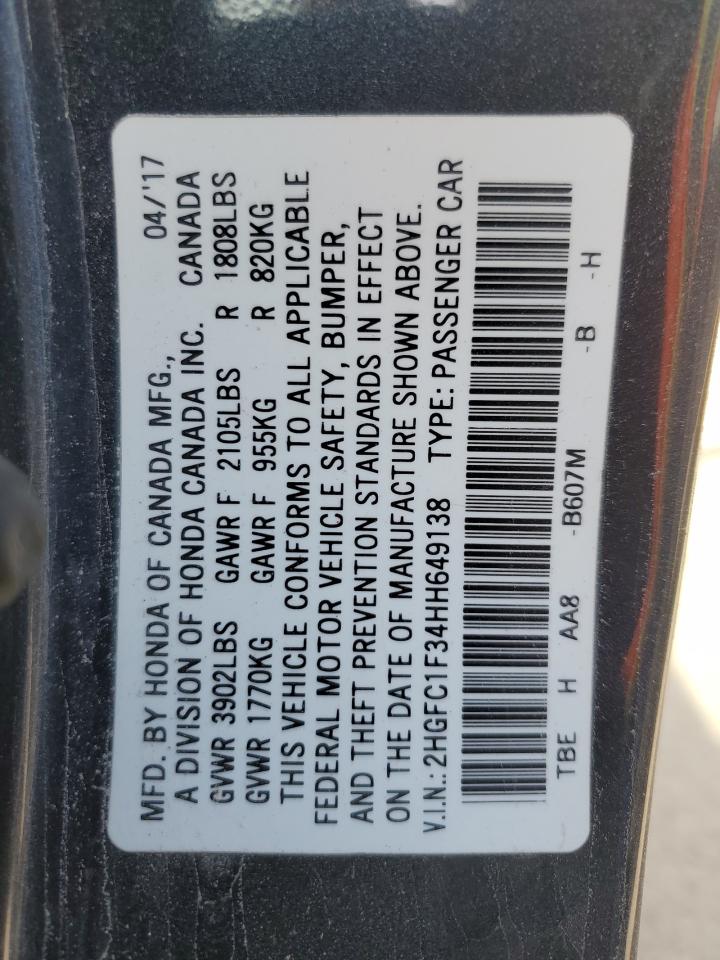 MFD. BY HONDA OF CANADA MFG., 04/'17
A DIVISION OF HONDA CANADA INC. CANADA
GVWR 3902LBS GAWR F 2105LBS R 1808LBS
GVWR 1770KG GAWR F 955KG R 820KG
THIS VEHICLE CONFORMS TO ALL APPLICABLE
FEDERAL MOTOR VEHICLE SAFETY, BUMPER,
AND THEFT PREVENTION STANDARDS IN EFFECT
ON THE DATE OF MANUFACTURE SHOWN ABOVE.
V.I.N.: 2HGFC1F34HH649138 TYPE: PASSENGER CAR
TBE H AA8 -B607M -B -H